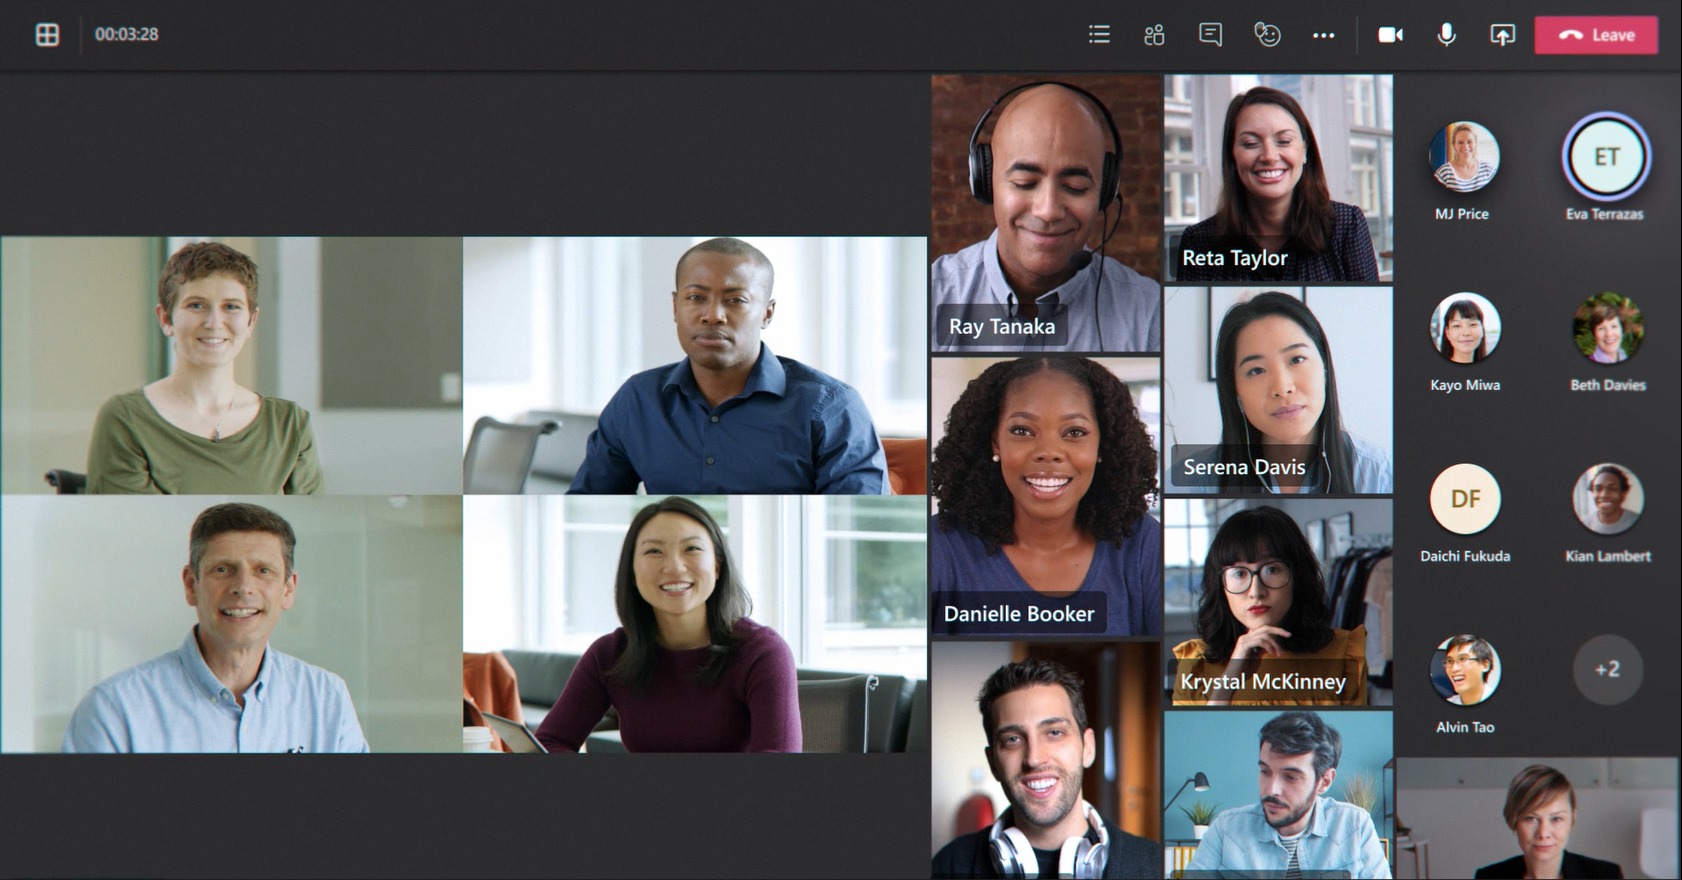 00:03:28
Leave
Ray Tanaka
Reta Taylor
Danielle Booker
Serena Davis
Krystal McKinney
MJ Price
Eva Terrazas
ET
Kayo Miwa
Beth Davies
DF
Daichi Fukuda
Kian Lambert
Alvin Tao
+2